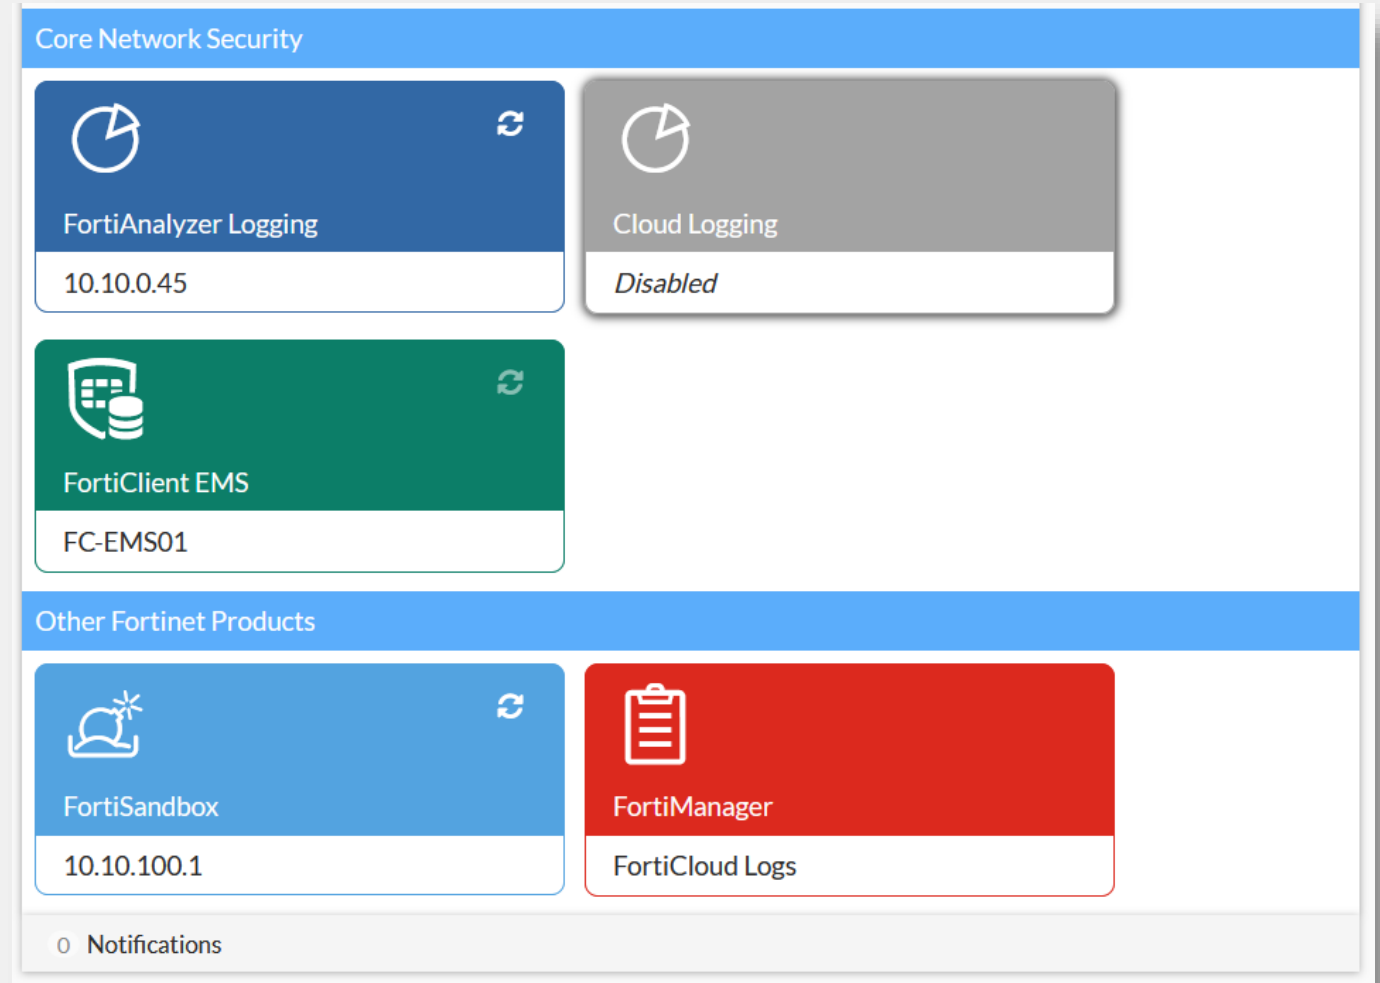 Core Network Security
FortiAnalyzer Logging
10.10.0.45
Cloud Logging
Disabled
FortiClient EMS
FC-EMS01
Other Fortinet Products
FortiSandbox
10.10.100.1
FortiManager
FortiCloud Logs
0 Notifications